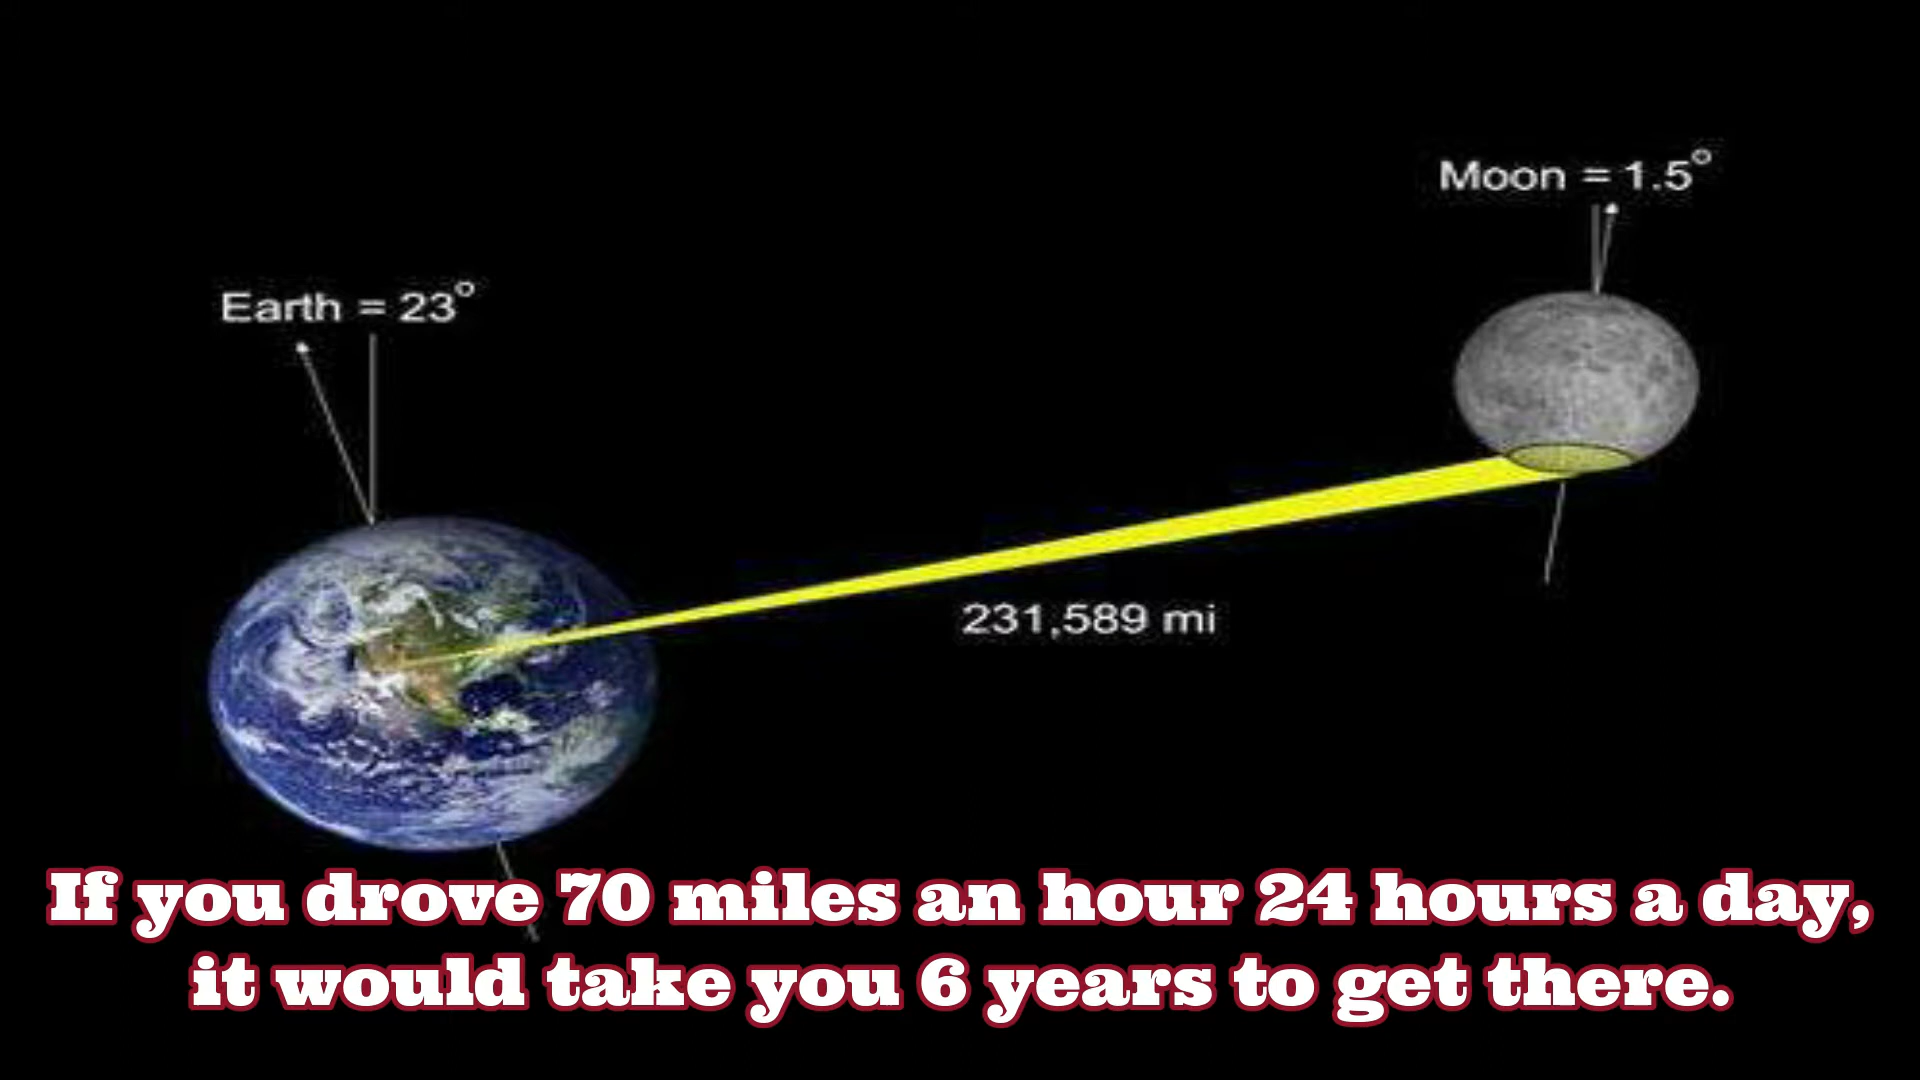 Moon = 1.5°
Earth = 23°
231,589 mi
If you drove 70 miles an hour 24 hours a day,
it would take you 6 years to get there.